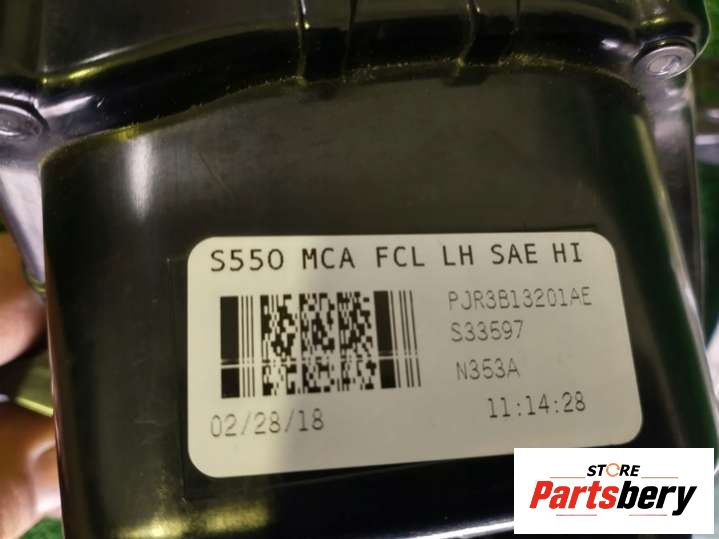 S550 MCA FCL LH SAE HI
PJR3B13201AE
S33597
N353A
02/28/18
11:14:28
STORE
Partsbery